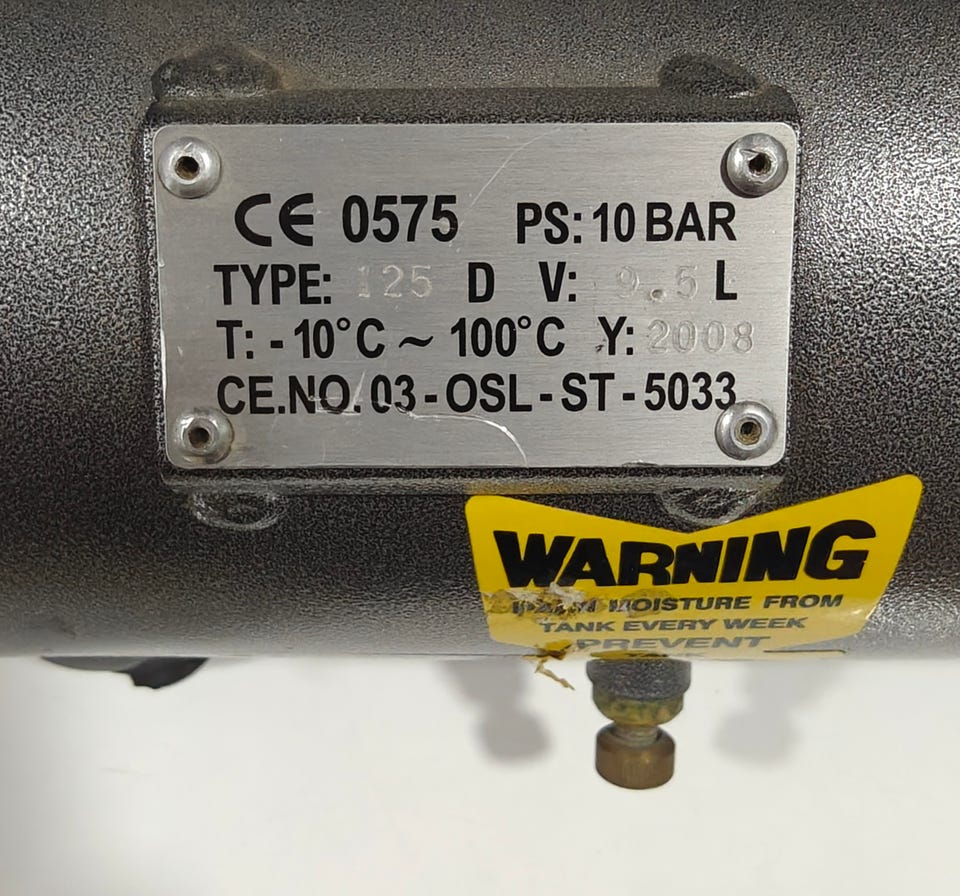 CE 0575 PS: 10 BAR
TYPE: 125 D V: 9.5 L
T: -10°C ~ 100°C Y: 2008
CE.NO. 03-OSL-ST-5033
WARNING
DRAIN MOISTURE FROM
TANK EVERY WEEK
PREVENT